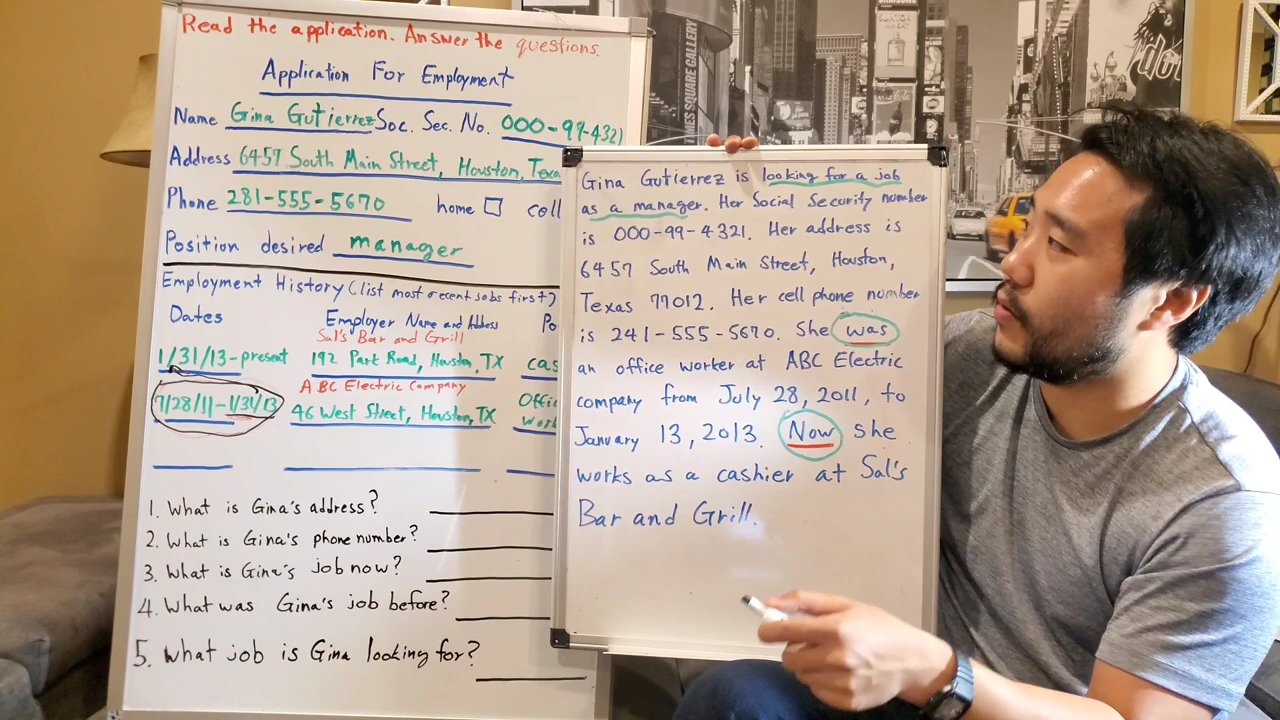 Read the application. Answer the questions.
Application For Employment
Name Gina Gutierrez Soc. Sec. No. 000-99-4321
Address 6457 South Main Street, Houston, Texa
Phone 281-555-5670 home cell
Position desired manager
Employment History (list most recent jobs first)
Dates Employer Name and Address Po
Sal's Bar and Grill
1/31/13-present 192 Park Road, Houston, TX cas
ABC Electric Company
7/28/11-1/31/13 46 West Street, Houston, TX Offic
work
1. What is Gina's address?
2. What is Gina's phone number?
3. What is Gina's job now?
4. What was Gina's job before?
5. What job is Gina looking for?
Gina Gutierrez is looking for a job
as a manager. Her Social Security number
is 000-99-4321. Her address is
6457 South Main Street, Houston,
Texas 77012. Her cell phone number
is 241-555-5670. She was
an office worker at ABC Electric
company from July 28, 2011, to
January 13, 2013. Now she
works as a cashier at Sal's
Bar and Grill.
TIMES SQUARE GALLERY